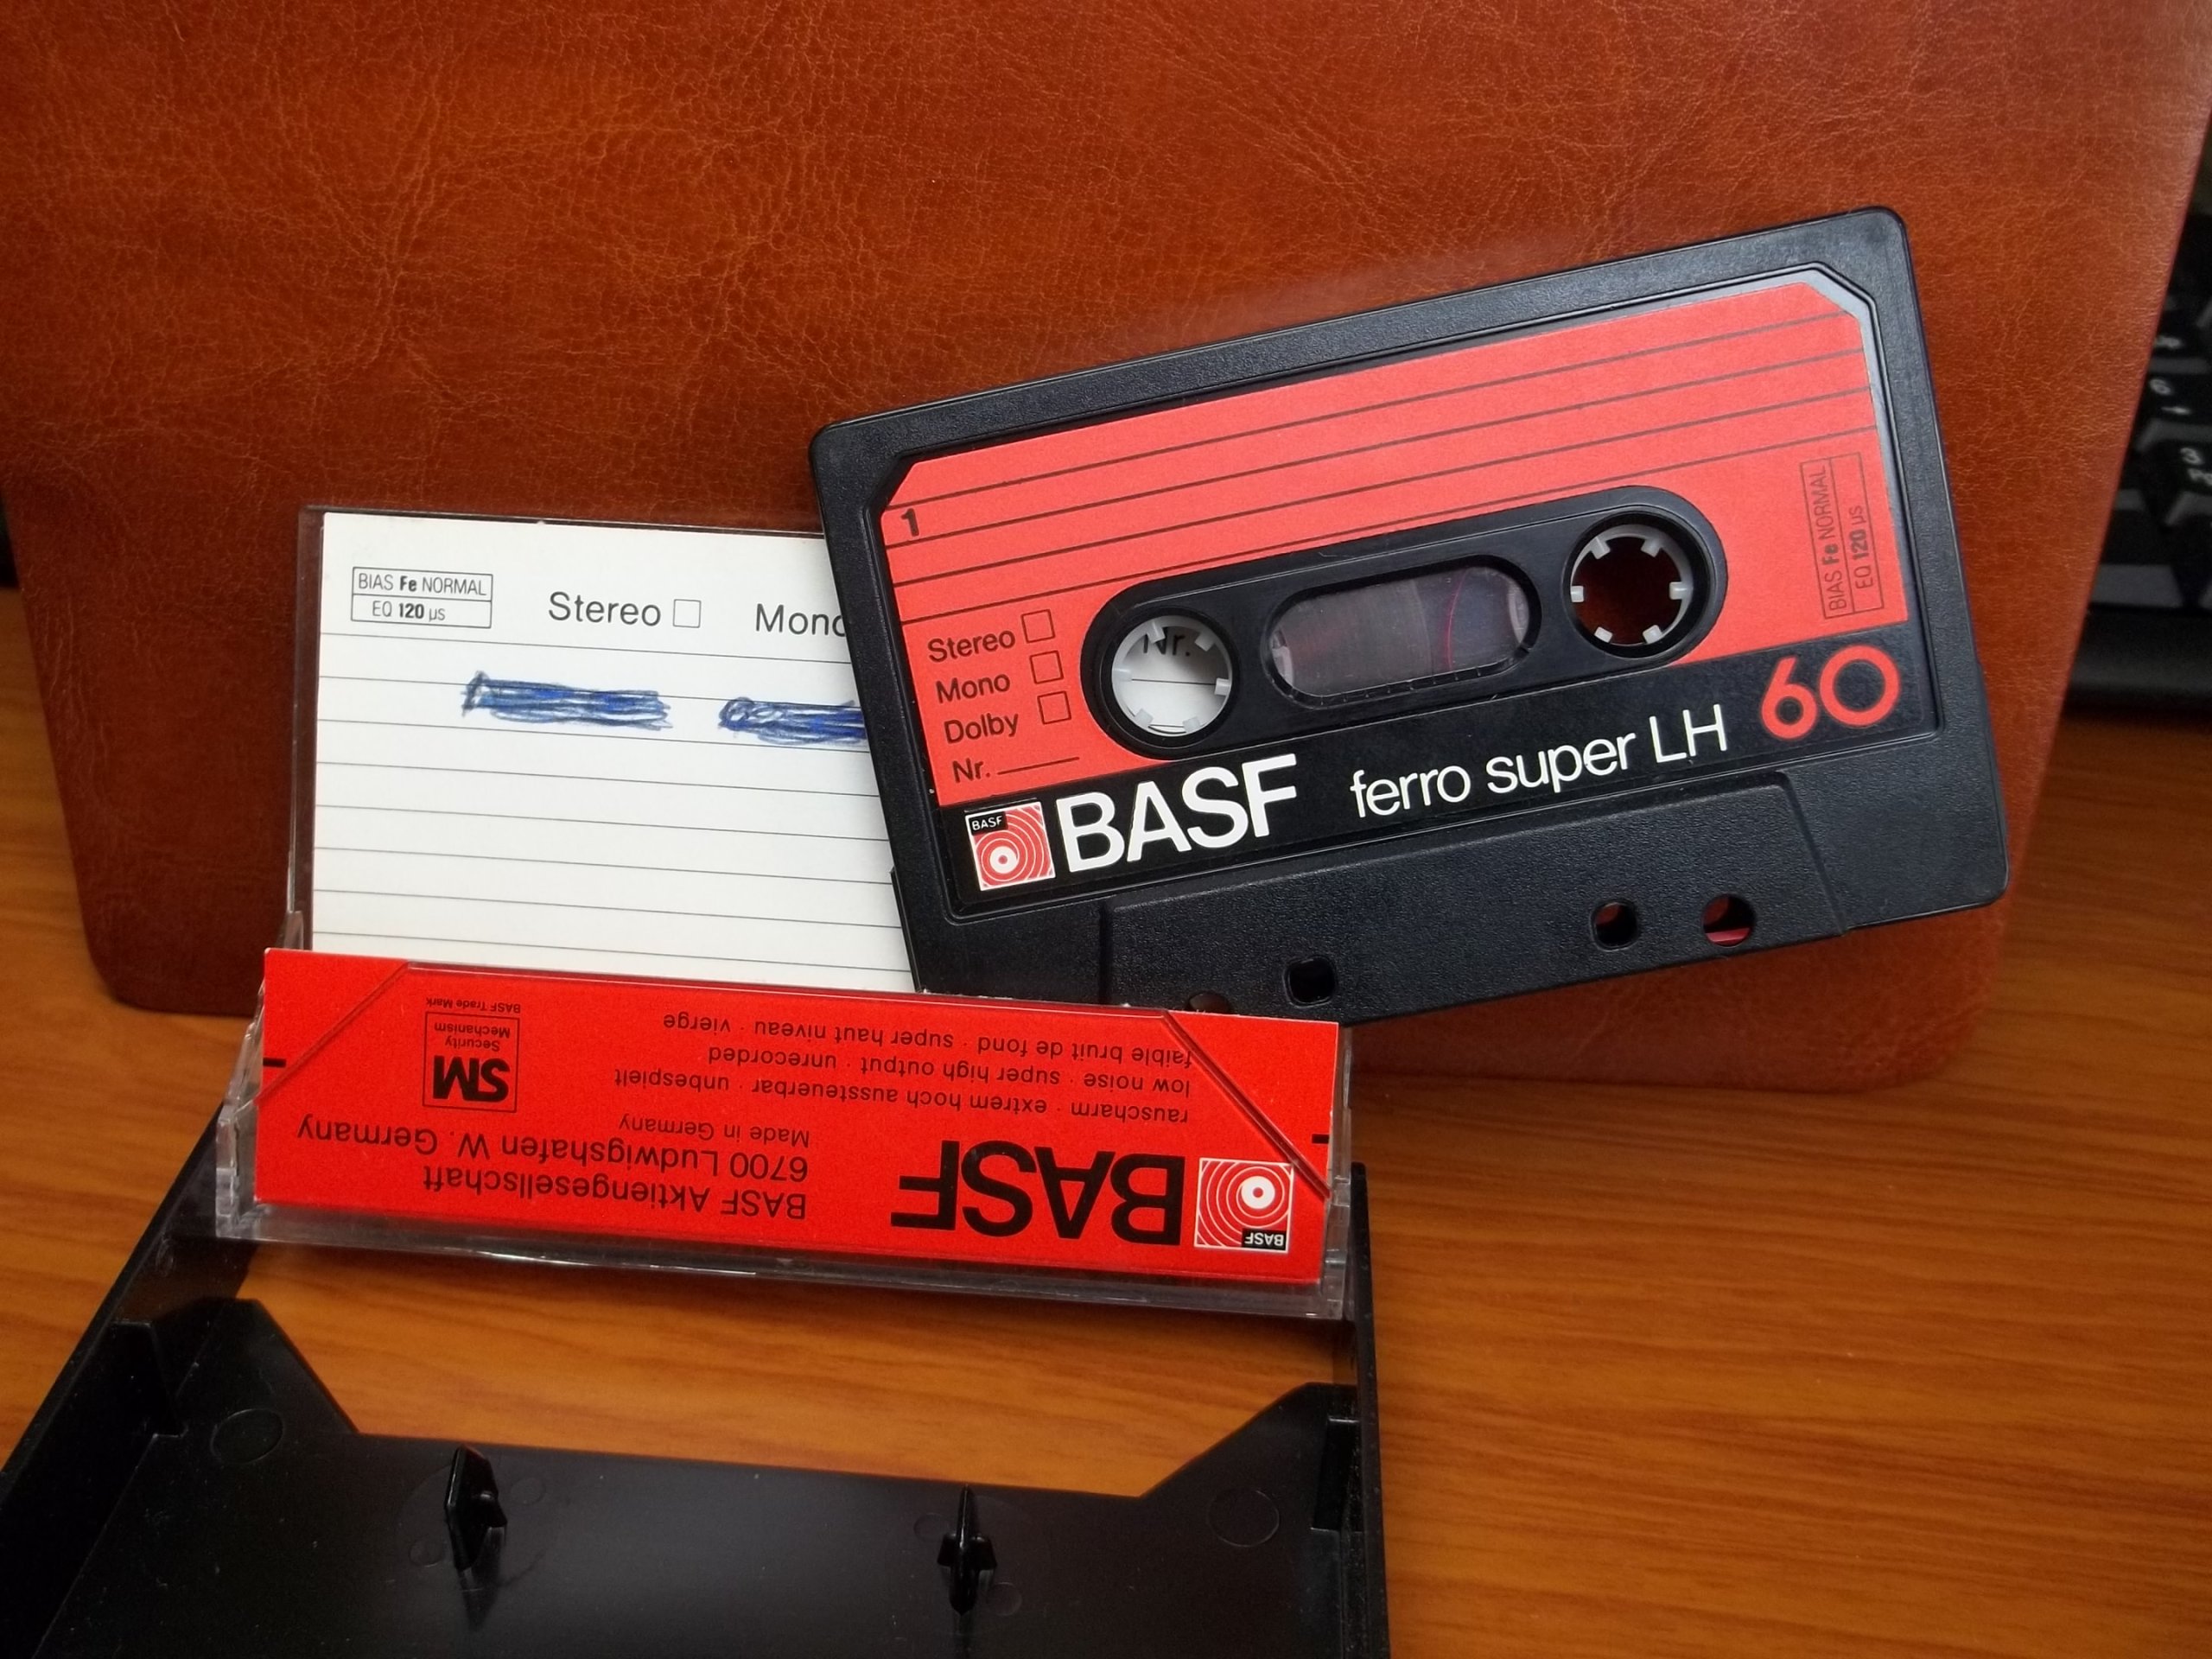 BIAS Fe NORMAL
EQ 120 µs
Stereo
Mono
1
Stereo
Mono
Dolby
Nr.
Nr.
BIAS Fe NORMAL
EQ 120 µs
BASF
BASF
ferro super LH
60
BASF
BASF
BASF Aktiengesellschaft
6700 Ludwigshafen W. Germany
Made in Germany
rauscharm · extrem hoch aussteuerbar · unbespielt
low noise · super high output · unrecorded
faible bruit de fond · super haut niveau · vierge
SM
Security
Mechanism
BASF Trade Mark
6
3